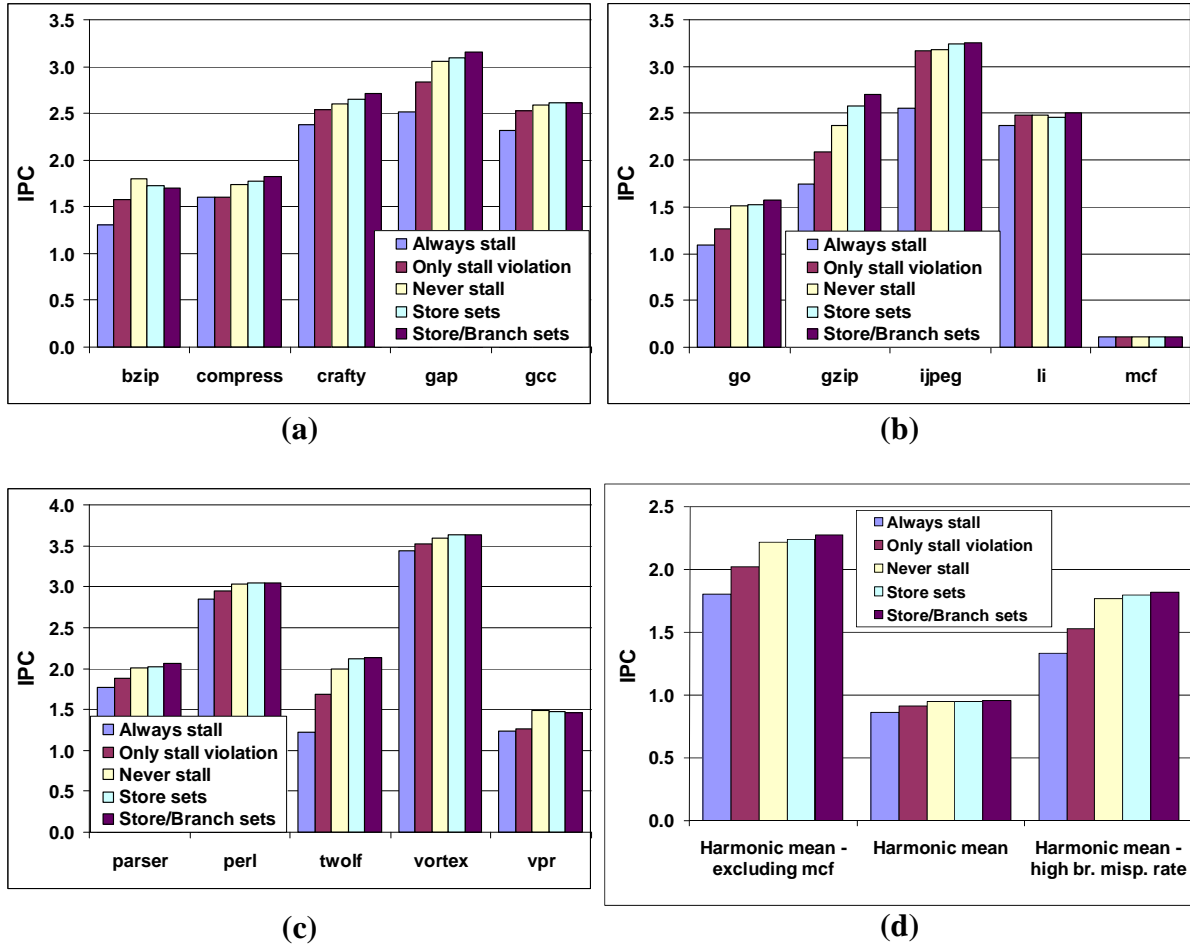 3.5
3.0
2.5
2.0
1.5
1.0
0.5
0.0
IPC
Always stall
Only stall violation
Never stall
Store sets
Store/Branch sets
bzip compress crafty gap gcc
(a)
3.5
3.0
2.5
2.0
1.5
1.0
0.5
0.0
IPC
Always stall
Only stall violation
Never stall
Store sets
Store/Branch sets
go gzip ijpeg li mcf
(b)
4.0
3.5
3.0
2.5
2.0
1.5
1.0
0.5
0.0
IPC
Always stall
Only stall violation
Never stall
Store sets
Store/Branch sets
parser perl twolf vortex vpr
(c)
2.5
2.0
1.5
1.0
0.5
0.0
IPC
Always stall
Only stall violation
Never stall
Store sets
Store/Branch sets
Harmonic mean -
excluding mcf
Harmonic mean
Harmonic mean -
high br. misp. rate
(d)